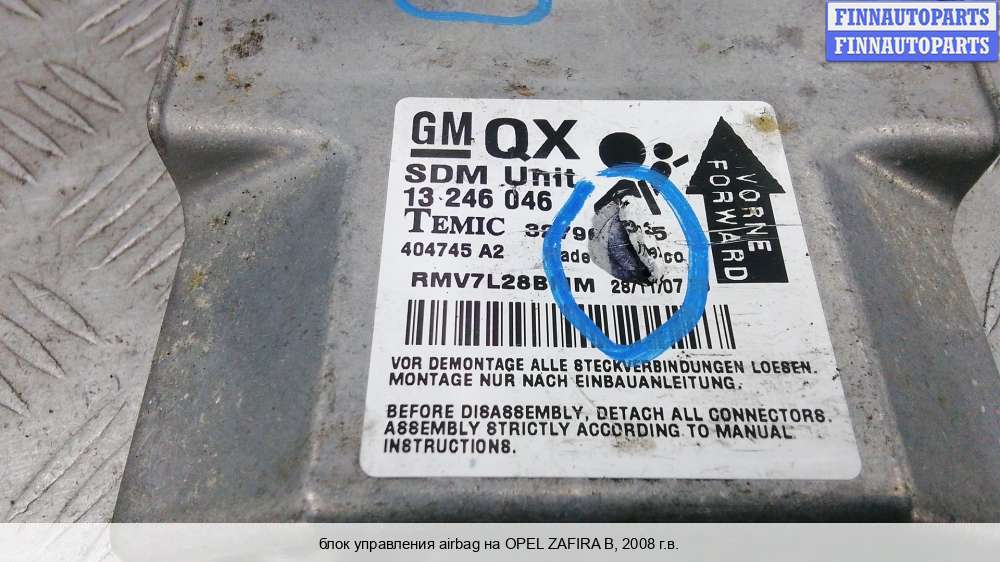 FINNAUTOPARTS
FINNAUTOPARTS
GM QX
SDM Unit
13 246 046
TEMIC
404745 A2
28/11/07
VORNE
FORWARD
VOR DEMONTAGE ALLE STECKVERBINDUNGEN LOESEN.
MONTAGE NUR NACH EINBAUANLEITUNG.
BEFORE DISASSEMBLY, DETACH ALL CONNECTORS.
ASSEMBLY STRICTLY ACCORDING TO MANUAL
INSTRUCTIONS.
блок управления airbag на OPEL ZAFIRA B, 2008 г.в.